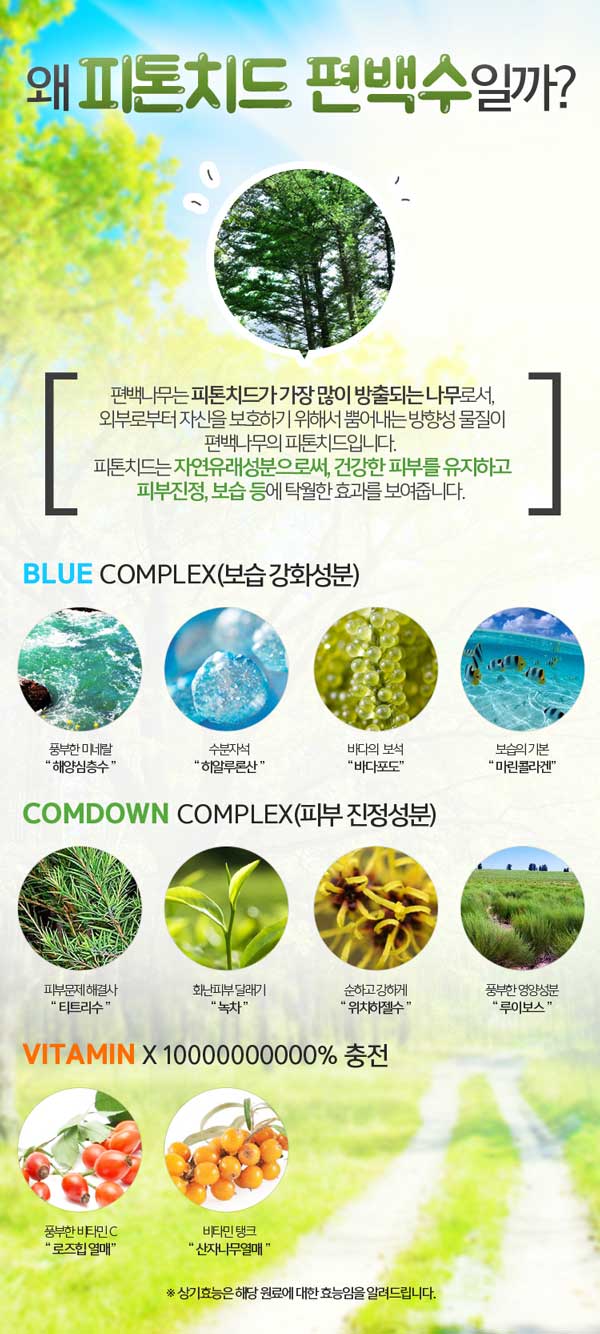 왜 피톤치드 편백수일까?
편백나무는 피톤치드가 가장 많이 방출되는 나무로서,
외부로부터 자신을 보호하기 위해서 뿜어내는 방향성 물질이
편백나무의 피톤치드입니다.
피톤치드는 자연유래성분으로써, 건강한 피부를 유지하고
피부진정, 보습 등에 탁월한 효과를 보여줍니다.
BLUE COMPLEX(보습 강화성분)
풍부한 미네랄 수분자석 바다의 보석 보습의 기본
“ 해양심층수 ” “ 히알루론산 ” “ 바다포도” “ 마린콜라겐”
COMDOWN COMPLEX(피부 진정성분)
피부문제 해결사 화난피부 달래기 순하고 강하게 풍부한 영양성분
“ 티트리수 ” “ 녹차 ” “ 위치하젤수 ” “ 루이보스 ”
VITAMIN X 10000000000% 충전
풍부한 비타민 C 비타민 탱크
“ 로즈힙 열매” “ 산자나무열매 ”
※ 상기효능은 해당 원료에 대한 효능임을 알려드립니다.